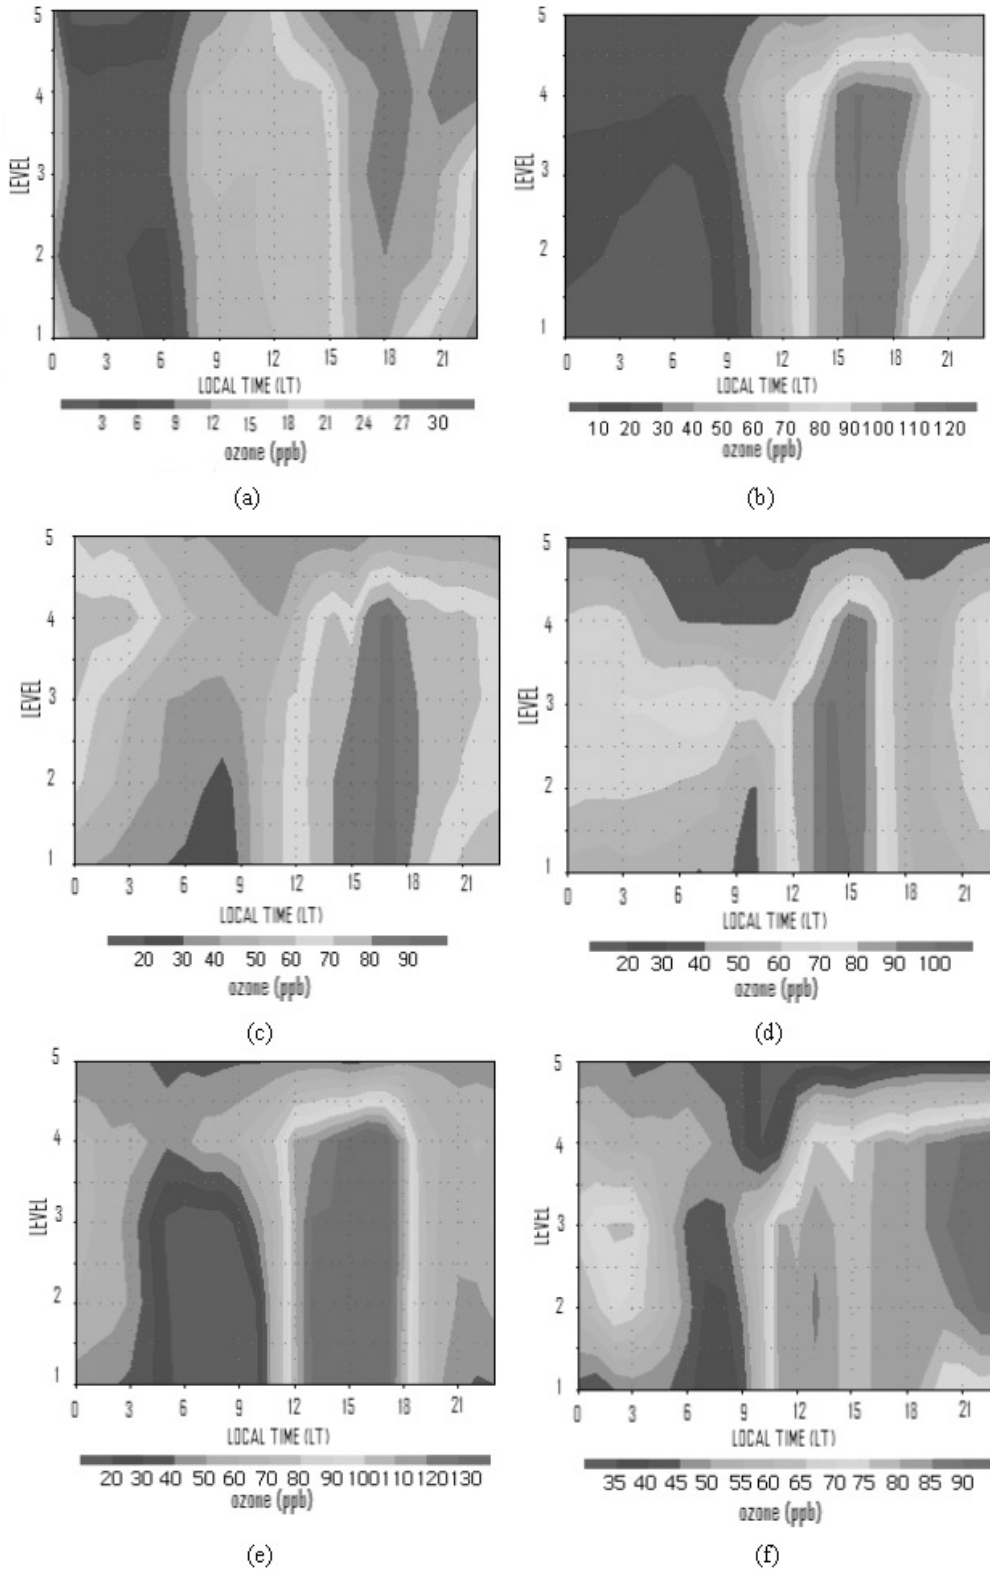 5
4
3
2
1
LEVEL
0 3 6 9 12 15 18 21
LOCAL TIME (LT)
3 6 9 12 15 18 21 24 27 30
ozone (ppb)
(a)
5
4
3
2
1
LEVEL
0 3 6 9 12 15 18 21
LOCAL TIME (LT)
10 20 30 40 50 60 70 80 90 100 110 120
ozone (ppb)
(b)
5
4
3
2
1
LEVEL
0 3 6 9 12 15 18 21
LOCAL TIME (LT)
20 30 40 50 60 70 80 90
ozone (ppb)
(c)
5
4
3
2
1
LEVEL
0 3 6 9 12 15 18 21
LOCAL TIME (LT)
20 30 40 50 60 70 80 90 100
ozone (ppb)
(d)
5
4
3
2
1
LEVEL
0 3 6 9 12 15 18 21
LOCAL TIME (LT)
20 30 40 50 60 70 80 90 100 110 120 130
ozone (ppb)
(e)
5
4
3
2
1
LEVEL
0 3 6 9 12 15 18 21
LOCAL TIME (LT)
35 40 45 50 55 60 65 70 75 80 85 90
ozone (ppb)
(f)